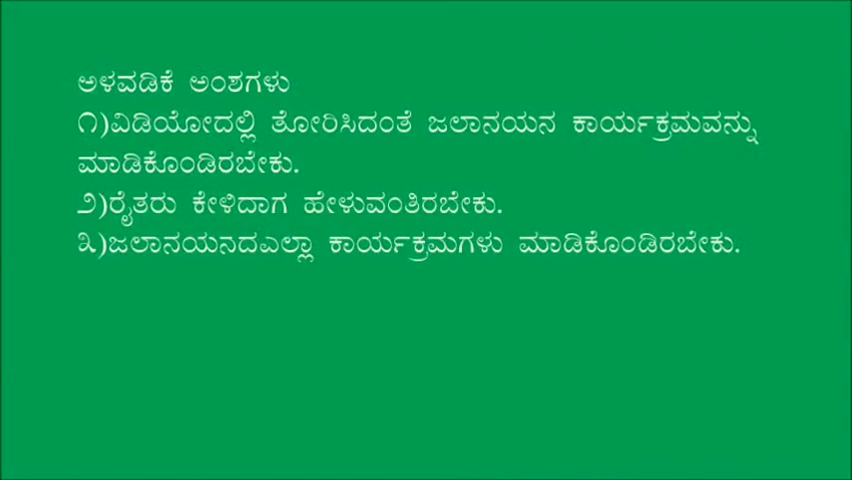 ಅಳವಡಿಕೆ ಅಂಶಗಳು
೧)ವಿಡಿಯೋದಲ್ಲಿ ತೋರಿಸಿದಂತೆ ಜಲಾನಯನ ಕಾರ್ಯಕ್ರಮವನ್ನು
ಮಾಡಿಕೊಂಡಿರಬೇಕು.
೨)ರೈತರು ಕೇಳಿದಾಗ ಹೇಳುವಂತಿರಬೇಕು.
೩)ಜಲಾನಯನದಎಲ್ಲಾ ಕಾರ್ಯಕ್ರಮಗಳು ಮಾಡಿಕೊಂಡಿರಬೇಕು.